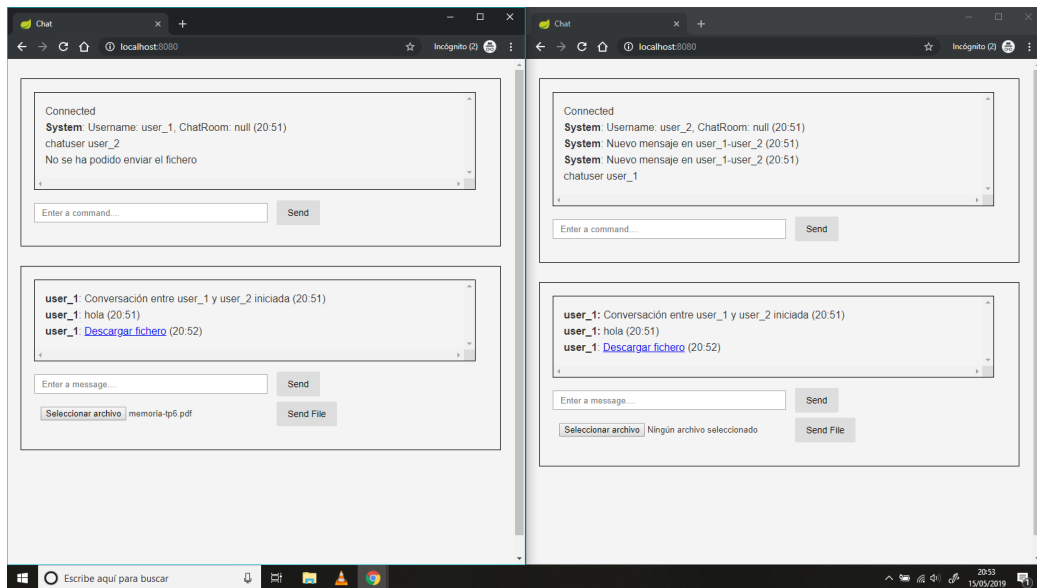 Chat
localhost:8080
Incógnito (2)
Connected
System: Username: user_1, ChatRoom: null (20:51)
chatuser user_2
No se ha podido enviar el fichero
Enter a command....
Send
user_1: Conversación entre user_1 y user_2 iniciada (20:51)
user_1: hola (20:51)
user_1: Descargar fichero (20:52)
Enter a message....
Send
Seleccionar archivo memoria-tp6.pdf
Send File
Chat
localhost:8080
Incógnito (2)
Connected
System: Username: user_2, ChatRoom: null (20:51)
System: Nuevo mensaje en user_1-user_2 (20:51)
System: Nuevo mensaje en user_1-user_2 (20:51)
chatuser user_1
Enter a command....
Send
user_1: Conversación entre user_1 y user_2 iniciada (20:51)
user_1: hola (20:51)
user_1: Descargar fichero (20:52)
Enter a message....
Send
Seleccionar archivo Ningún archivo seleccionado
Send File
Escribe aquí para buscar
20:53
15/05/2019